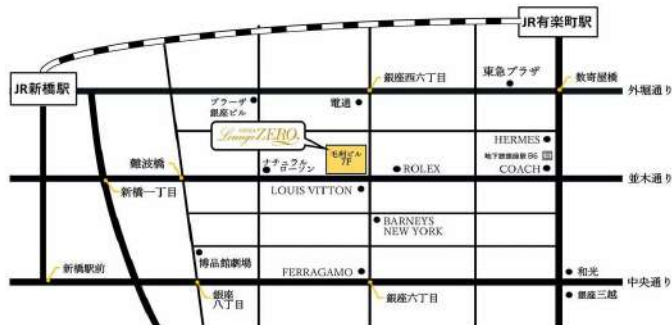 JR有楽町駅
JR新橋駅
銀座西六丁目
東急プラザ
数寄屋橋
外堀通り
プラーザ
銀座ビル
電通
Lounge ZERO
毛利ビル
7F
HERMES
地下鉄銀座駅 B6
難波橋
ナチュラル
ローソン
ROLEX
COACH
並木通り
新橋一丁目
LOUIS VITTON
BARNEYS
NEW YORK
博品館劇場
新橋駅前
FERRAGAMO
和光
中央通り
銀座
八丁目
銀座六丁目
銀座三越